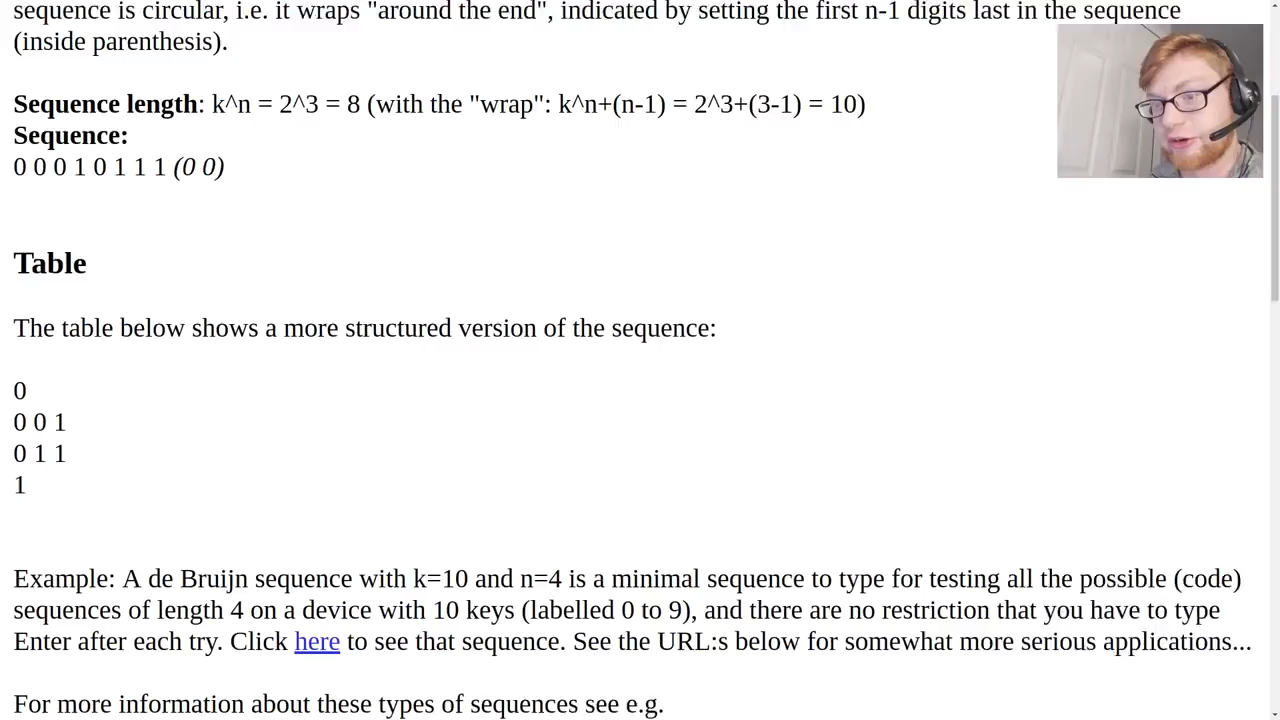 sequence is circular, i.e. it wraps "around the end", indicated by setting the first n-1 digits last in the sequence
(inside parenthesis).
Sequence length: k^n = 2^3 = 8 (with the "wrap": k^n+(n-1) = 2^3+(3-1) = 10)
Sequence:
0 0 0 1 0 1 1 1 (0 0)
Table
The table below shows a more structured version of the sequence:
0
0 0 1
0 1 1
1
Example: A de Bruijn sequence with k=10 and n=4 is a minimal sequence to type for testing all the possible (code)
sequences of length 4 on a device with 10 keys (labelled 0 to 9), and there are no restriction that you have to type
Enter after each try. Click here to see that sequence. See the URL:s below for somewhat more serious applications...
For more information about these types of sequences see e.g.